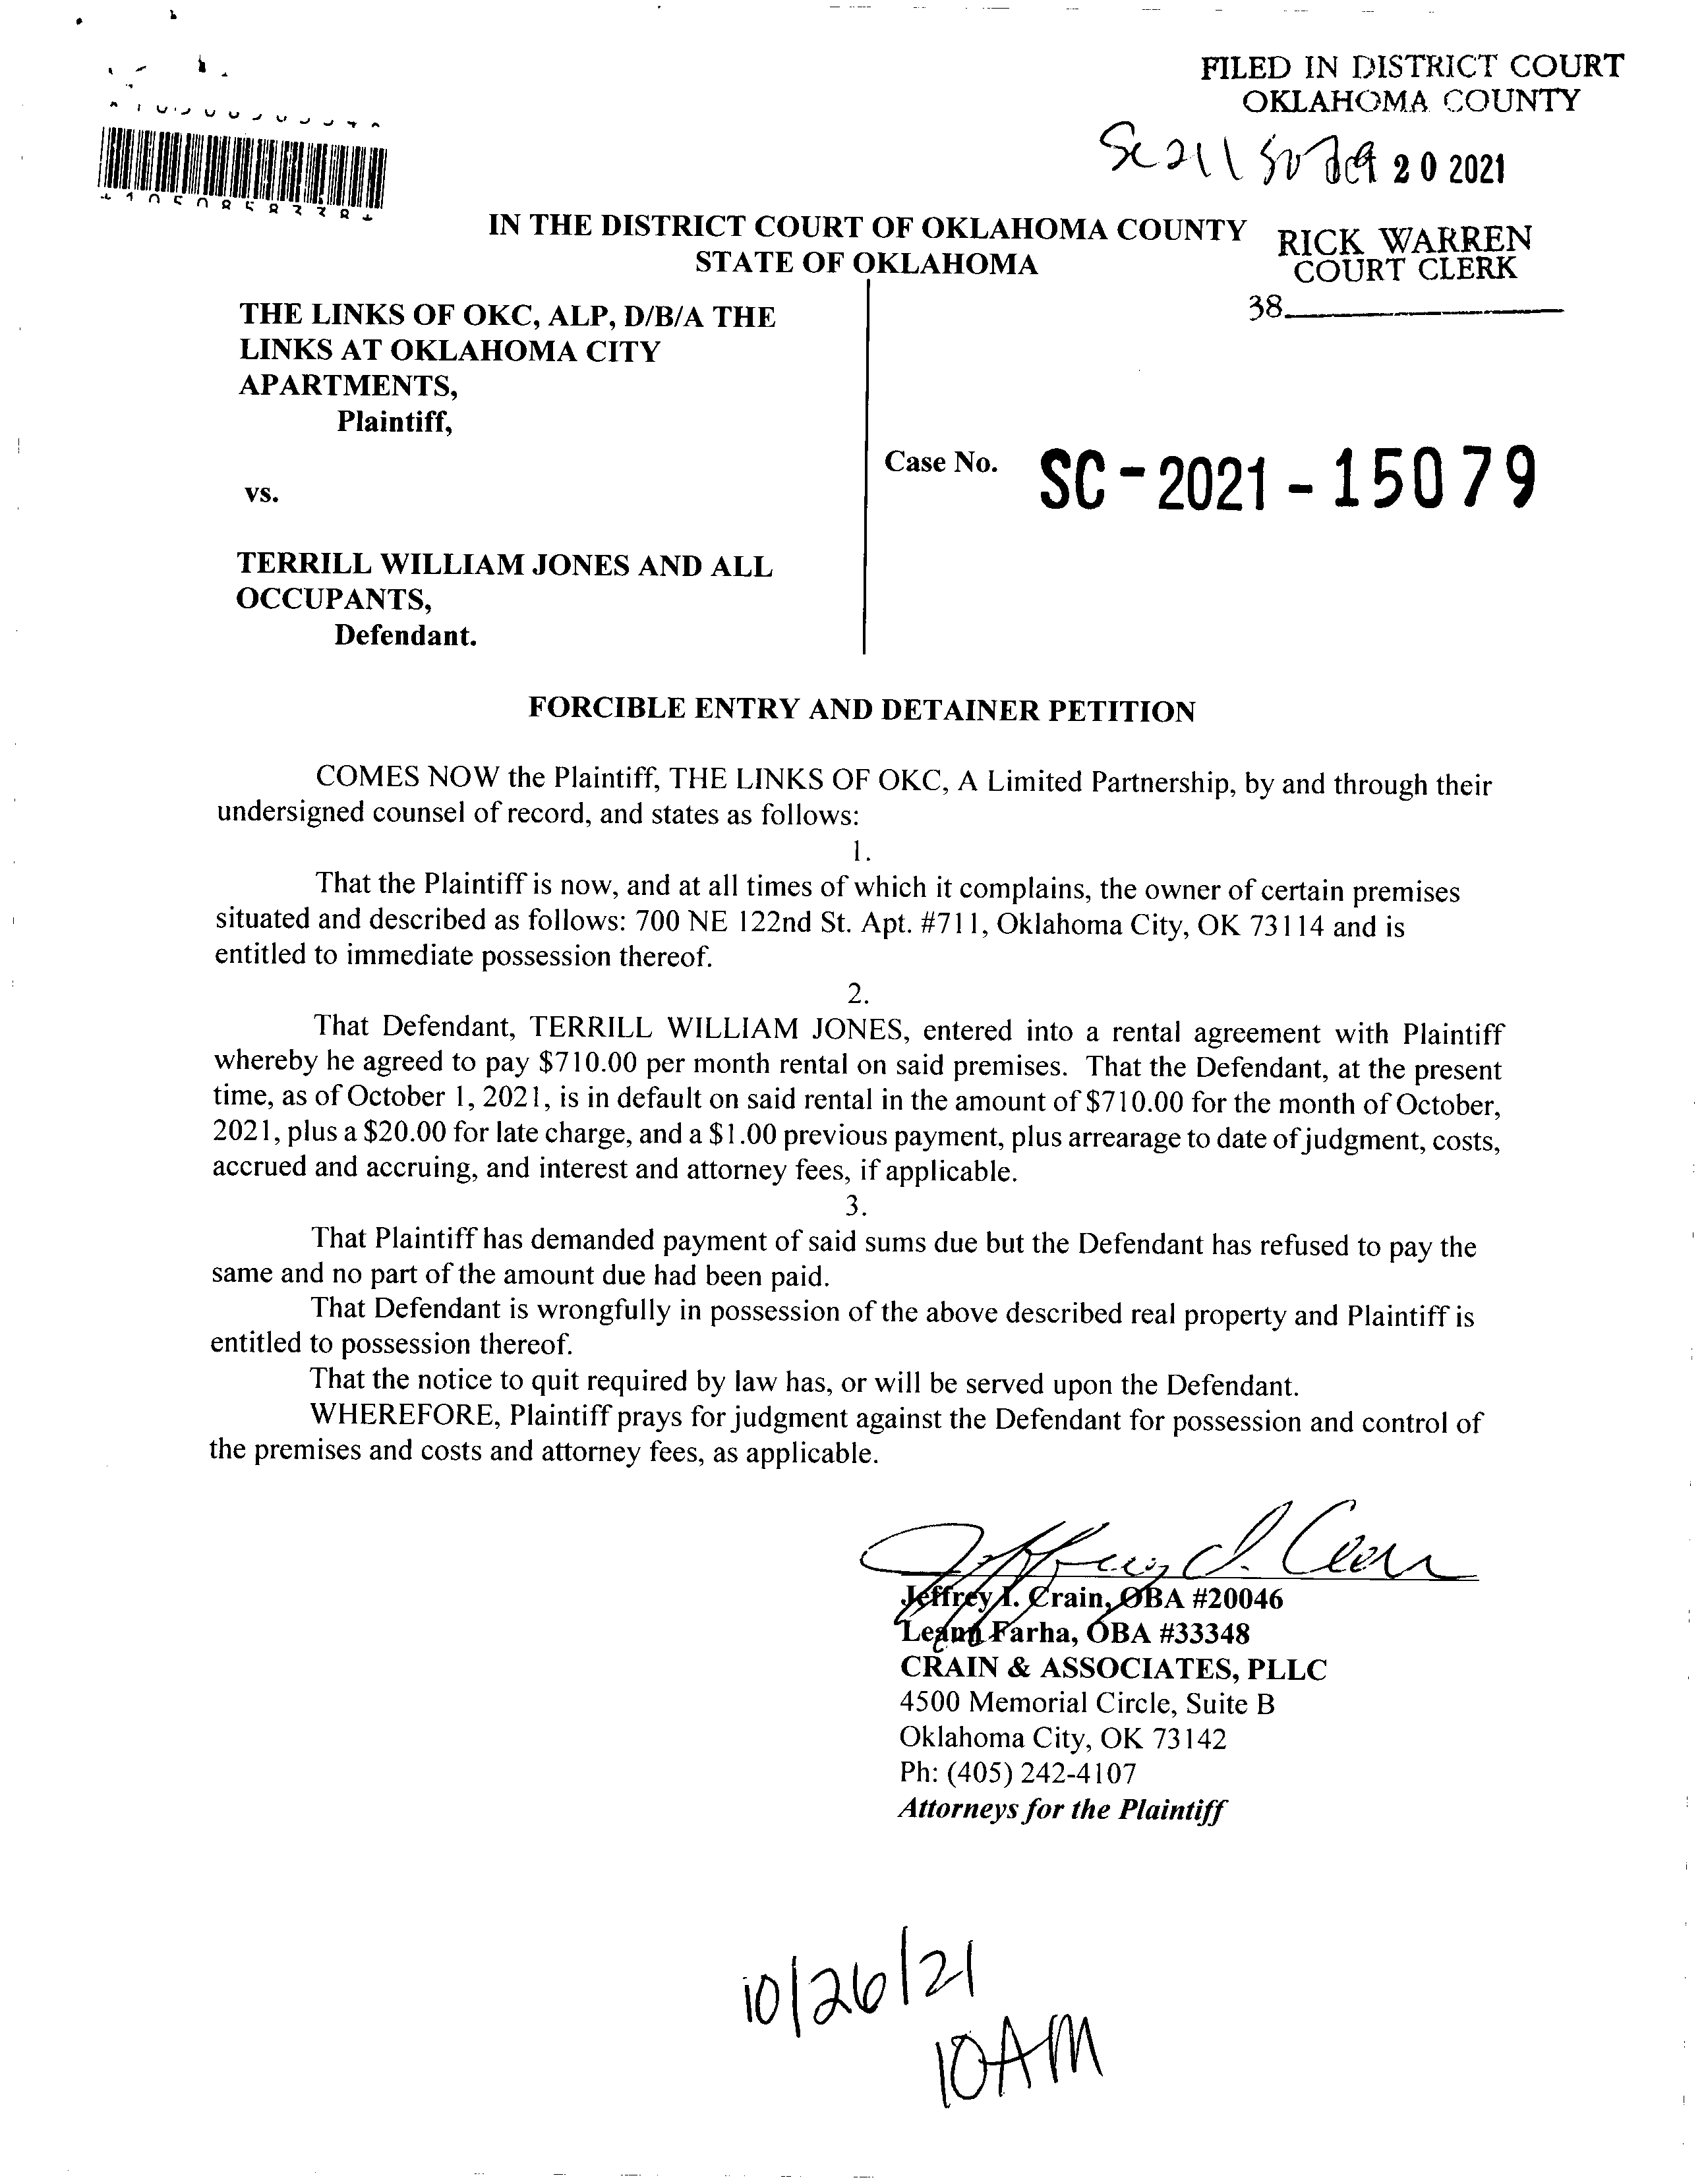 FILED IN DISTRICT COURT
OKLAHOMA COUNTY
20 2021
IN THE DISTRICT COURT OF OKLAHOMA COUNTY
STATE OF OKLAHOMA
RICK WARREN
COURT CLERK
38
THE LINKS OF OKC, ALP, D/B/A THE
LINKS AT OKLAHOMA CITY
APARTMENTS,
Plaintiff,
Case No. SC-2021-15079
vs.
TERRILL WILLIAM JONES AND ALL
OCCUPANTS,
Defendant.
FORCIBLE ENTRY AND DETAINER PETITION
COMES NOW the Plaintiff, THE LINKS OF OKC, A Limited Partnership, by and through their
undersigned counsel of record, and states as follows:
1.
That the Plaintiff is now, and at all times of which it complains, the owner of certain premises
situated and described as follows: 700 NE 122nd St. Apt. #711, Oklahoma City, OK 73114 and is
entitled to immediate possession thereof.
2.
That Defendant, TERRILL WILLIAM JONES, entered into a rental agreement with Plaintiff
whereby he agreed to pay $710.00 per month rental on said premises. That the Defendant, at the present
time, as of October 1, 2021, is in default on said rental in the amount of $710.00 for the month of October,
2021, plus a $20.00 for late charge, and a $1.00 previous payment, plus arrearage to date of judgment, costs,
accrued and accruing, and interest and attorney fees, if applicable.
3.
That Plaintiff has demanded payment of said sums due but the Defendant has refused to pay the
same and no part of the amount due had been paid.
That Defendant is wrongfully in possession of the above described real property and Plaintiff is
entitled to possession thereof.
That the notice to quit required by law has, or will be served upon the Defendant.
WHEREFORE, Plaintiff prays for judgment against the Defendant for possession and control of
the premises and costs and attorney fees, as applicable.
Jeffrey I. Crain, OBA #20046
Leann Farha, OBA #33348
CRAIN & ASSOCIATES, PLLC
4500 Memorial Circle, Suite B
Oklahoma City, OK 73142
Ph: (405) 242-4107
Attorneys for the Plaintiff
10/26/21
10AM